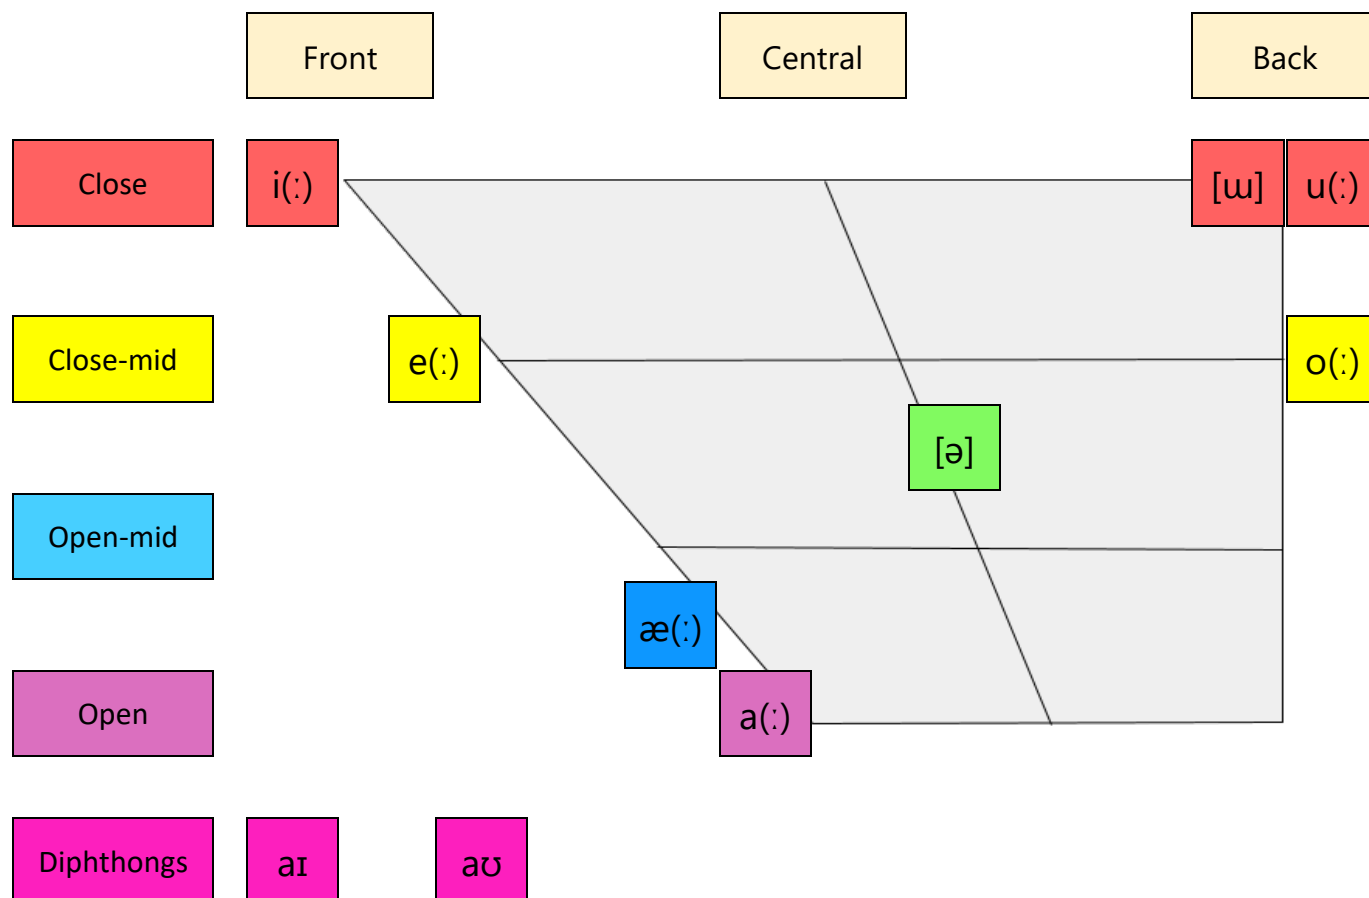 Front Central Back
Close i(ː) [ɯ] u(ː)
Close-mid e(ː) o(ː)
[ə]
Open-mid
æ(ː)
Open a(ː)
Diphthongs aɪ aʊ